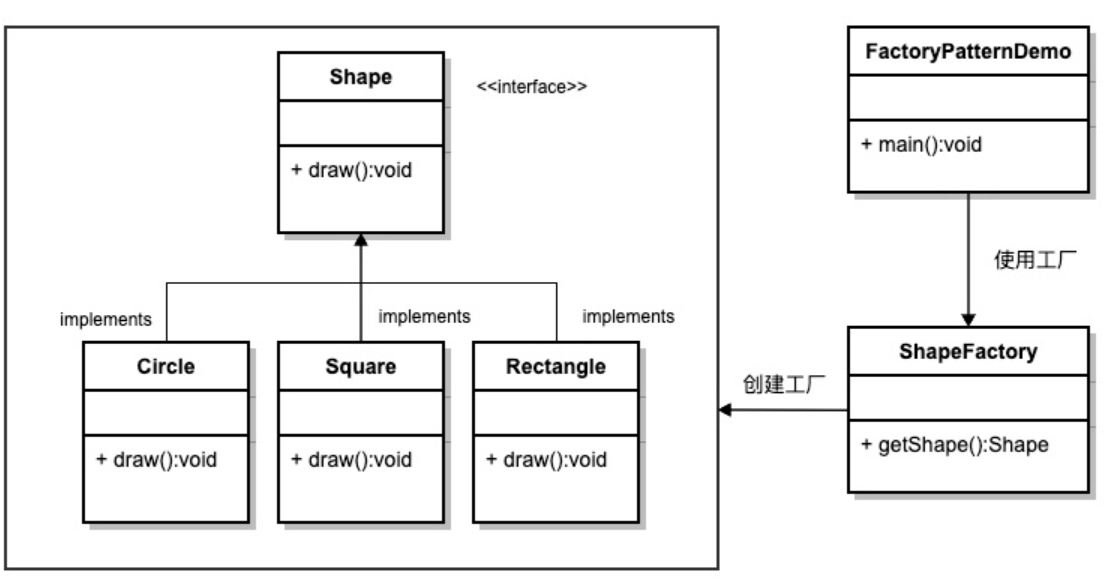 Shape
<<interface>>
+ draw():void
implements
implements
implements
Circle
+ draw():void
Square
+ draw():void
Rectangle
+ draw():void
FactoryPatternDemo
+ main():void
使用工厂
ShapeFactory
+ getShape():Shape
创建工厂